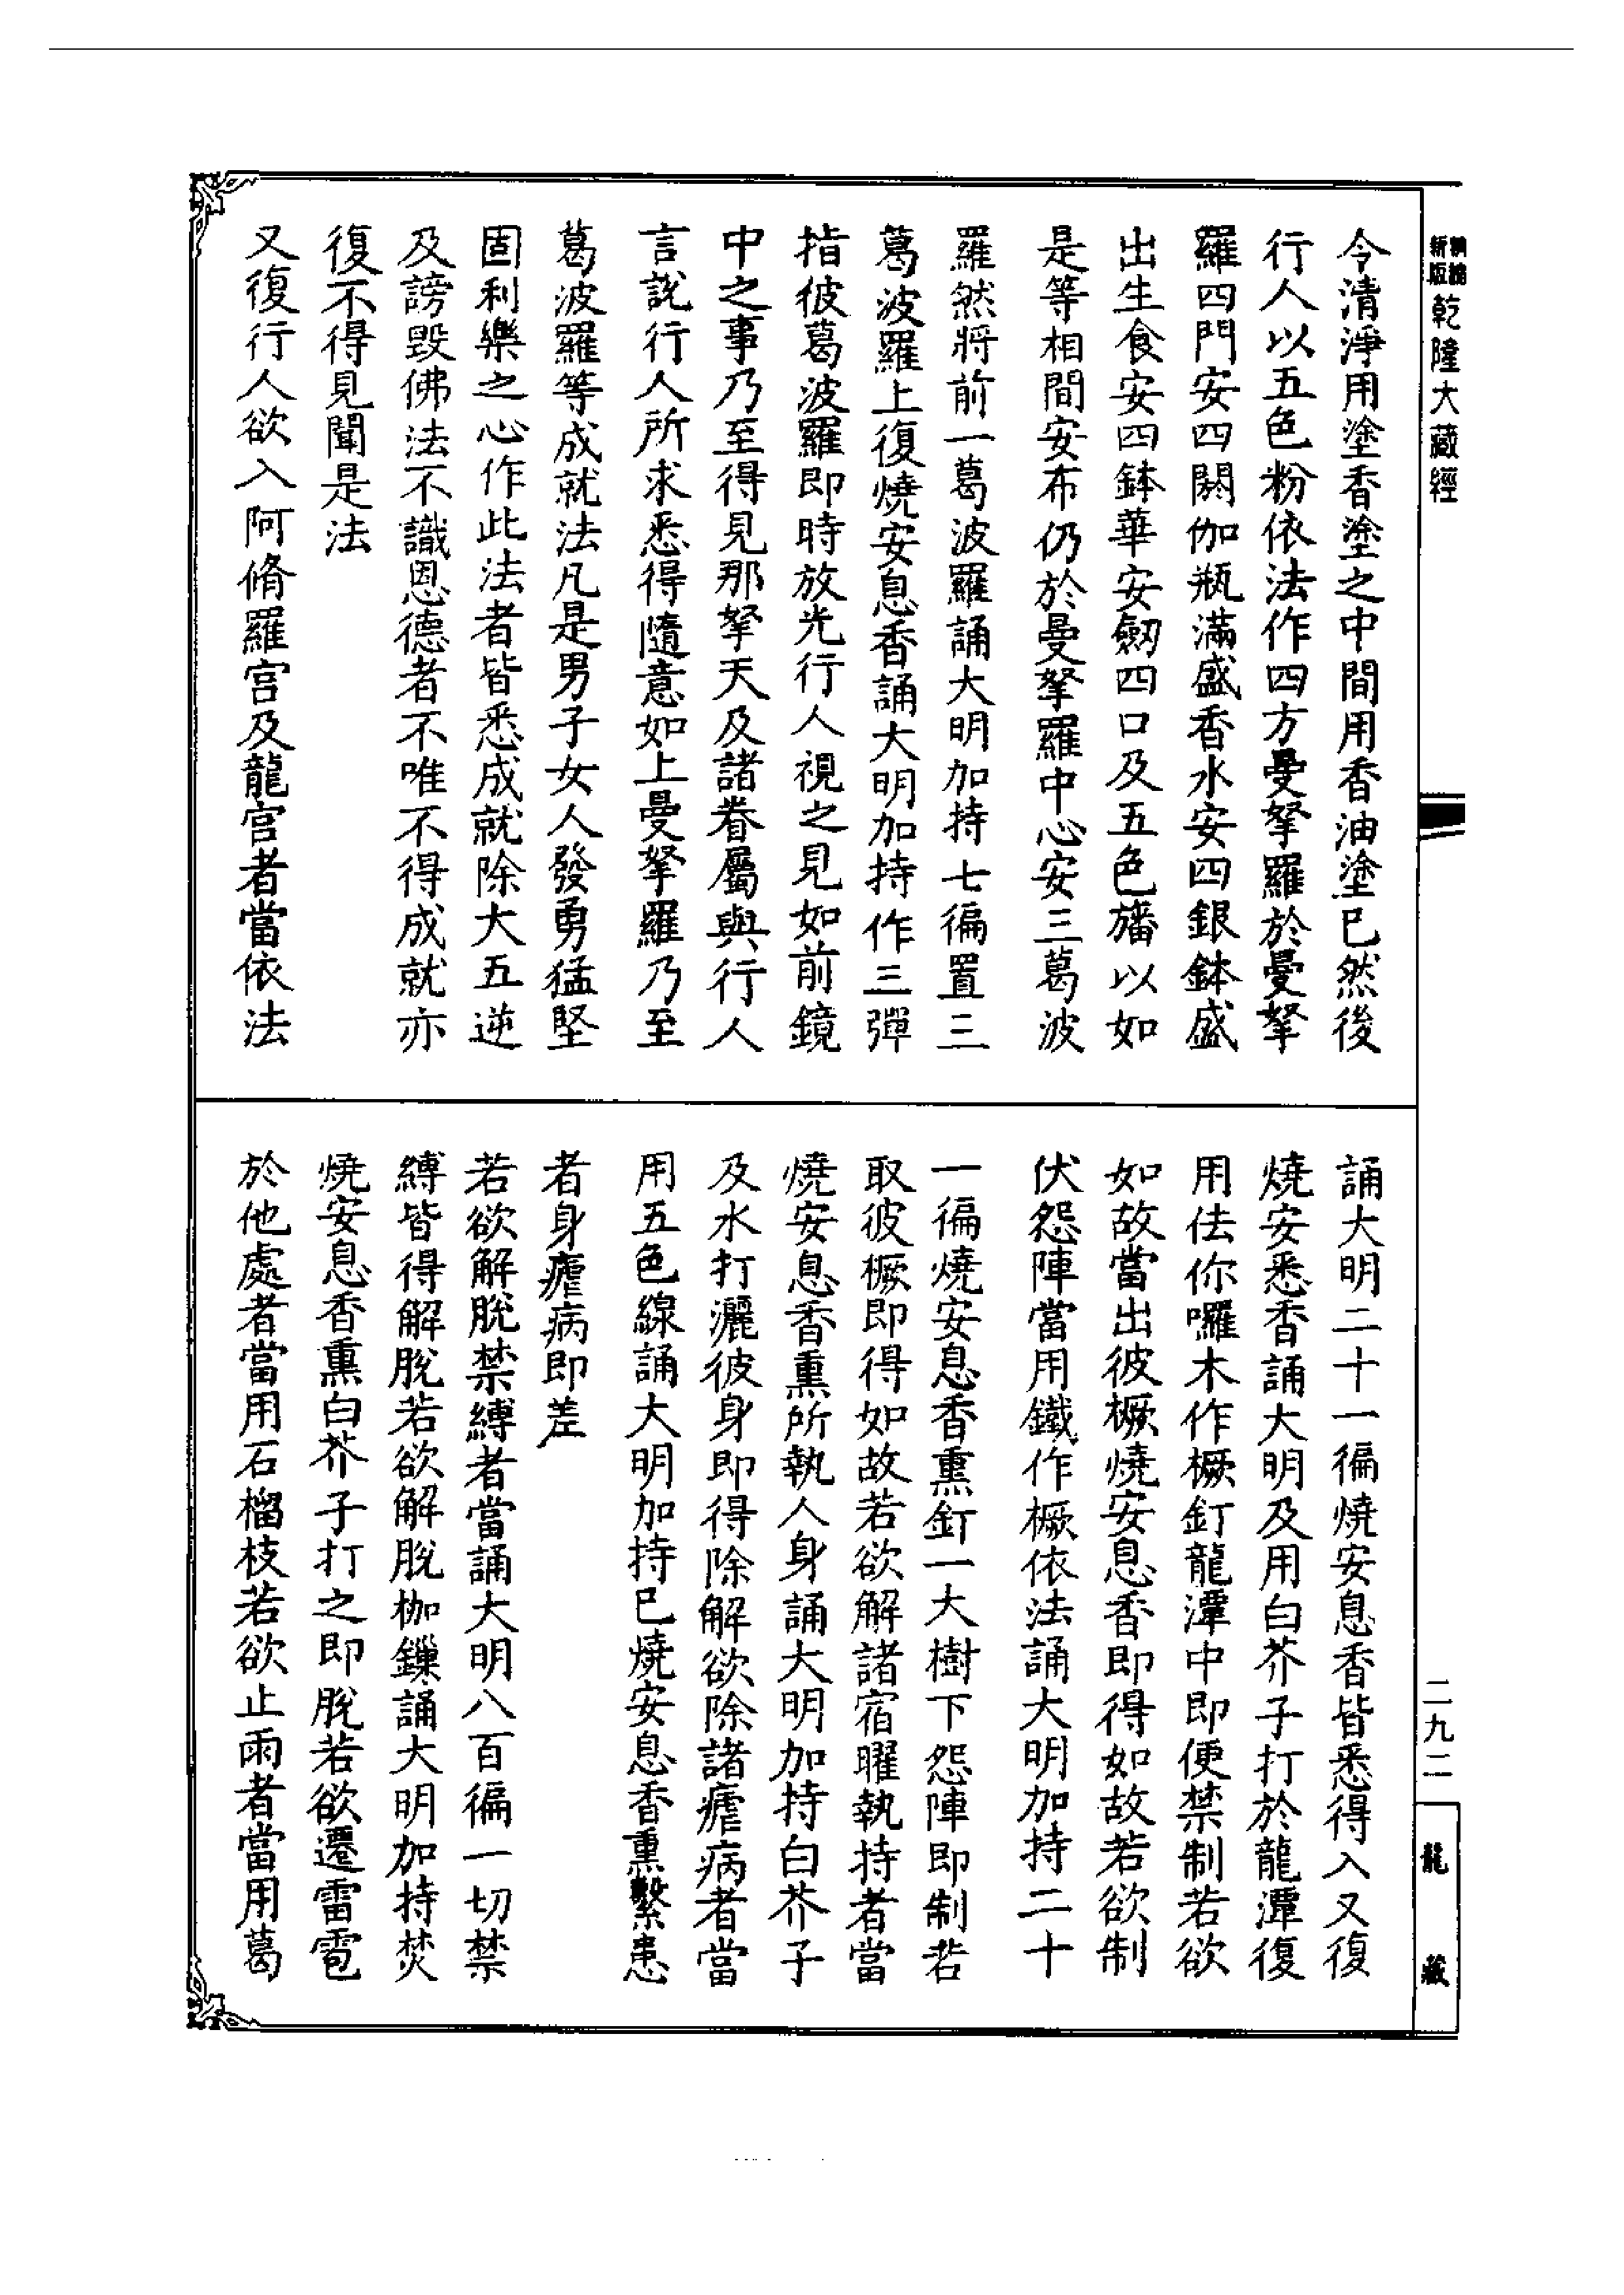 乾隆大藏經
令清淨用塗香塗之中間用香油塗已然後
行人以五色粉依法作四方曼拏羅於曼拏
羅四門安四閼伽瓶滿盛香水安四銀鉢盛
出生食安四鉢華安劒四口及五色旛以如
是等相間安布仍於曼拏羅中心安三葛波
羅然將前一葛波羅誦大明加持七徧置三
葛波羅上復燒安息香誦大明加持作三彈
指彼葛波羅即時放光行人視之見如前鏡
中之事乃至得見那拏天及諸眷屬與行人
言說行人所求悉得隨意如上曼拏羅乃至
葛波羅等成就法凡是男子女人發勇猛堅
固利樂之心作此法者皆悉成就除大五逆
及謗毀佛法不識恩德者不唯不得成就亦
復不得見聞是法
又復行人欲入阿脩羅宮及龍宮者當依法
誦大明二十一徧燒安息香皆悉得入又復
燒安悉香誦大明及用白芥子打於龍潭復
用佉你囉木作橛釘龍潭中即便禁制若欲
如故當出彼橛燒安息香即得如故若欲制
伏怨陣當用鐵作橛依法誦大明加持二十
一徧燒安息香熏釘一大樹下怨陣即制若
取彼橛即得如故若欲解諸宿曜執持者當
燒安息香熏所執人身誦大明加持白芥子
及水打灑彼身即得除解欲除諸瘧病者當
用五色線誦大明加持已燒安息香熏繫患
者身瘧病即差
若欲解脫禁縛者當誦大明八百徧一切禁
縛皆得解脫若欲解脫枷鏁誦大明加持焚
燒安息香熏白芥子打之即脫若欲遷雷雹
於他處者當用石榴枝若欲止雨者當用葛
二九二
龍藏